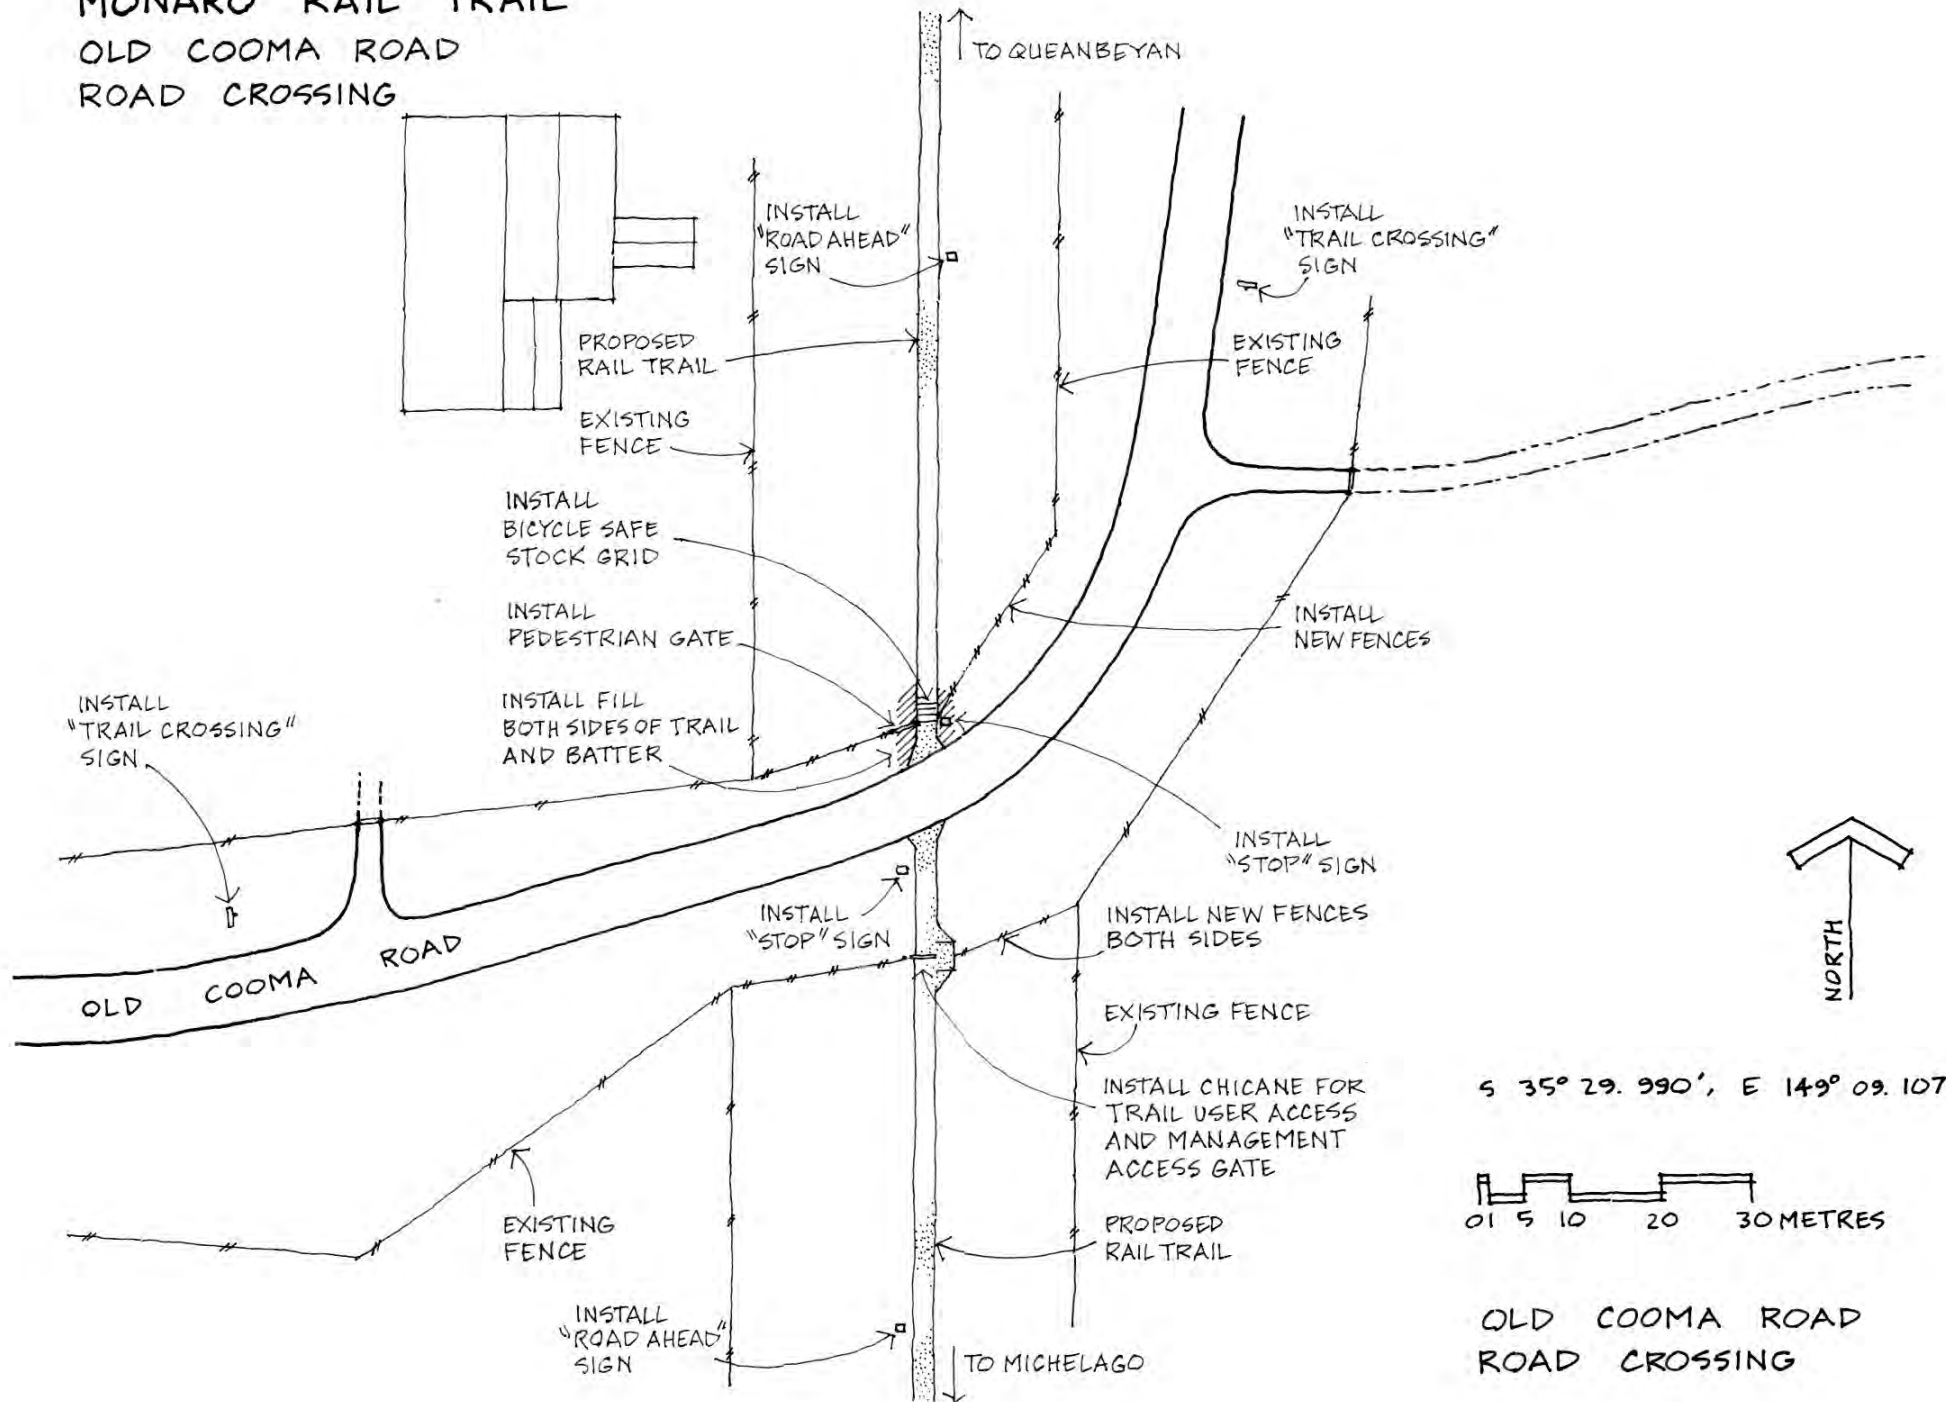 MONARO RAIL TRAIL
OLD COOMA ROAD
ROAD CROSSING
TO QUEANBEYAN
INSTALL
"ROAD AHEAD"
SIGN
INSTALL
"TRAIL CROSSING"
SIGN
PROPOSED
RAIL TRAIL
EXISTING
FENCE
EXISTING
FENCE
INSTALL
BICYCLE SAFE
STOCK GRID
INSTALL
PEDESTRIAN GATE
INSTALL
NEW FENCES
INSTALL FILL
BOTH SIDES OF TRAIL
AND BATTER
INSTALL
"TRAIL CROSSING"
SIGN
INSTALL
"STOP" SIGN
INSTALL
"STOP" SIGN
INSTALL NEW FENCES
BOTH SIDES
OLD COOMA ROAD
NORTH
EXISTING FENCE
INSTALL CHICANE FOR
TRAIL USER ACCESS
AND MANAGEMENT
ACCESS GATE
S 35° 29. 990', E 149° 09. 107
EXISTING
FENCE
PROPOSED
RAIL TRAIL
01 5 10 20 30 METRES
INSTALL
"ROAD AHEAD"
SIGN
TO MICHELAGO
OLD COOMA ROAD
ROAD CROSSING